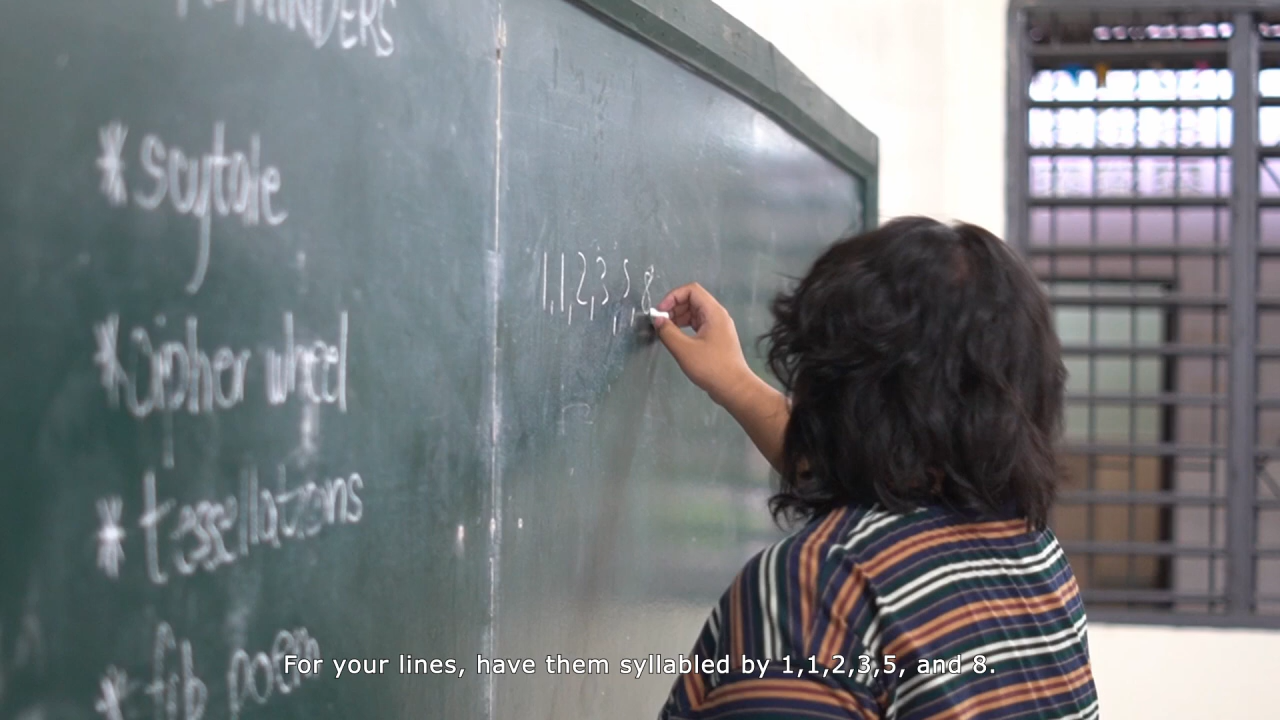 REMINDERS
* scytale
* Cipher wheel
* tessellations
* fib poem
1,1,2,3,5,8
For your lines, have them syllabled by 1,1,2,3,5, and 8.